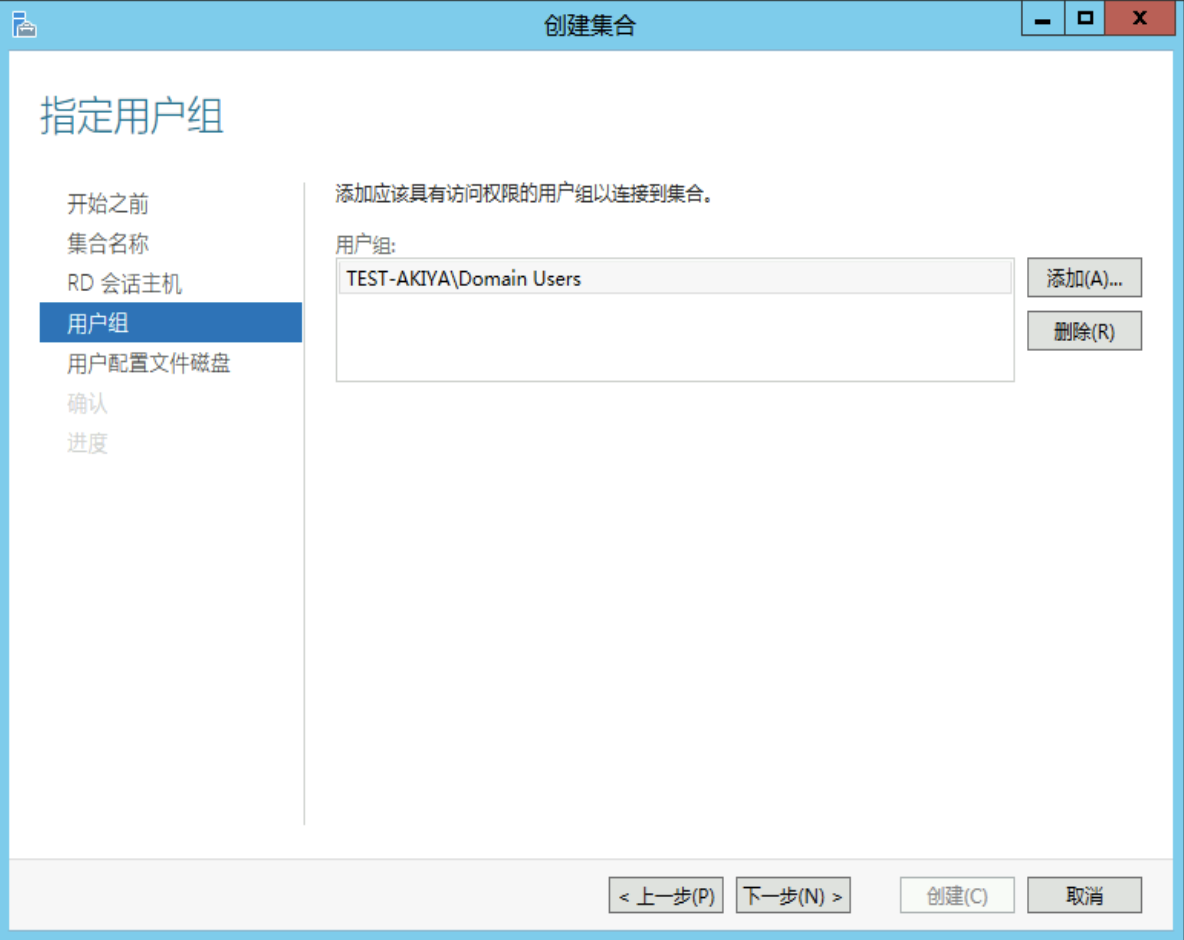 创建集合
指定用户组
开始之前
集合名称
RD 会话主机
用户组
用户配置文件磁盘
确认
进度
添加应该具有访问权限的用户组以连接到集合。
用户组:
TEST-AKIYA\Domain Users
添加(A)...
删除(R)
< 上一步(P)
下一步(N) >
创建(C)
取消